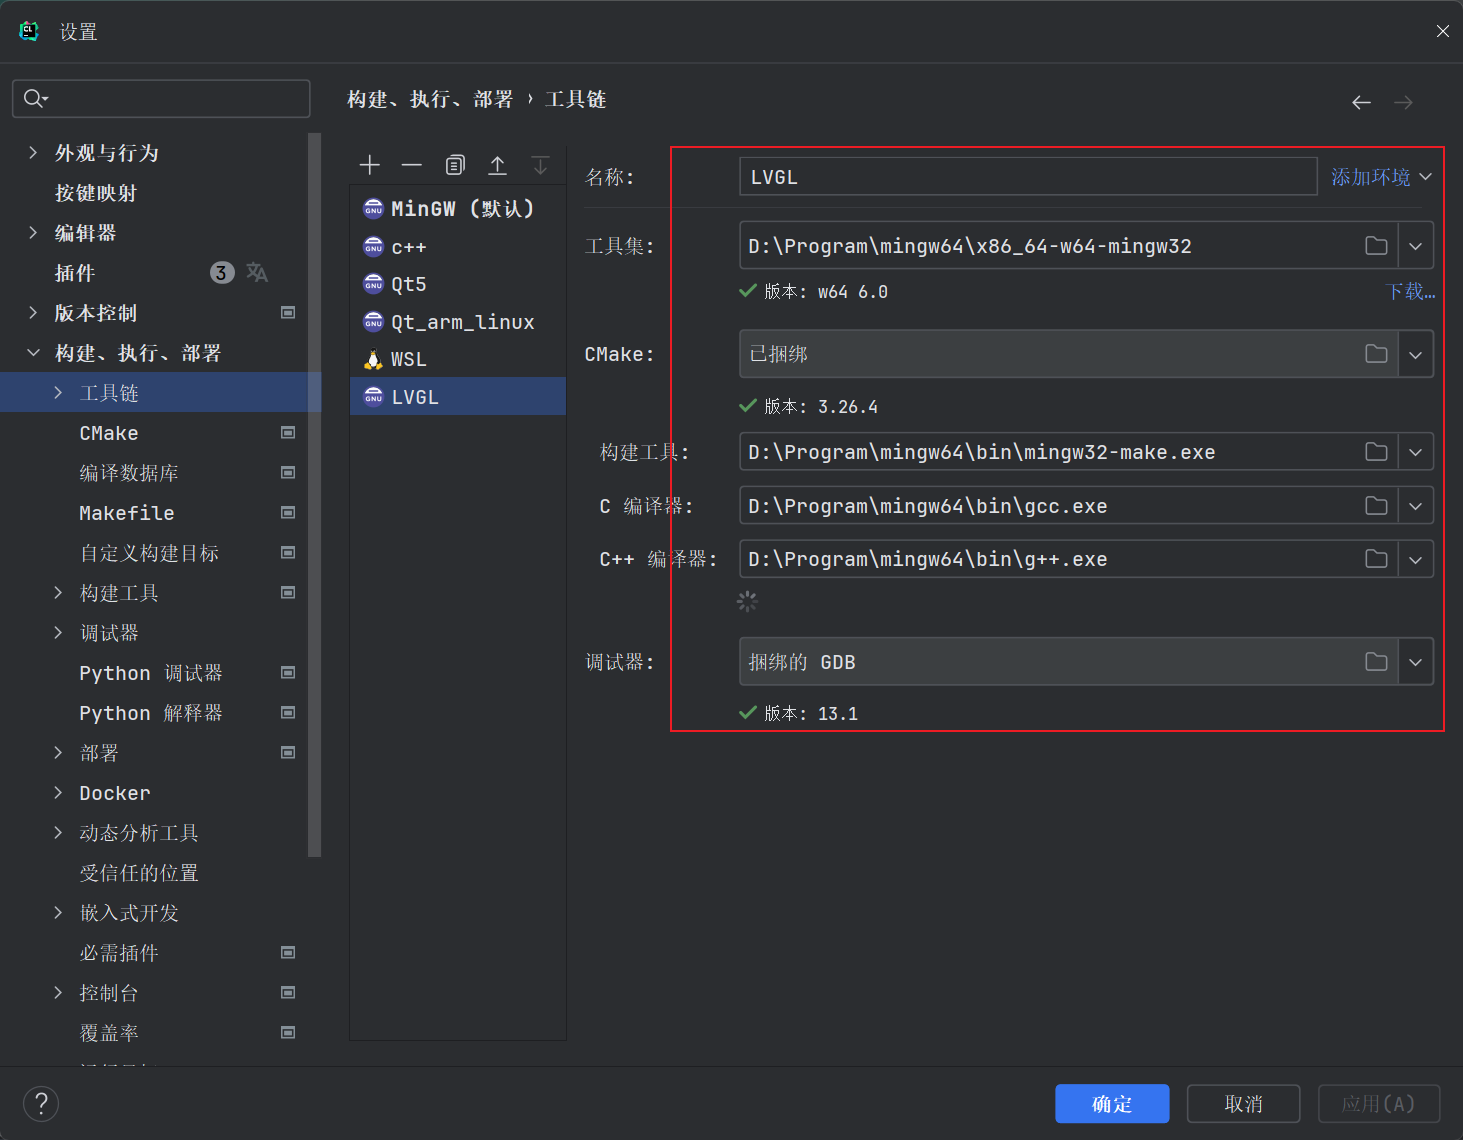 设置
构建、执行、部署 › 工具链
外观与行为
按键映射
编辑器
插件 3
版本控制
构建、执行、部署
工具链
CMake
编译数据库
Makefile
自定义构建目标
构建工具
调试器
Python 调试器
Python 解释器
部署
Docker
动态分析工具
受信任的位置
嵌入式开发
必需插件
控制台
覆盖率
MinGW (默认)
c++
Qt5
Qt_arm_linux
WSL
LVGL
名称: LVGL 添加环境
工具集: D:\Program\mingw64\x86_64-w64-mingw32
版本: w64 6.0 下载...
CMake: 已捆绑
版本: 3.26.4
构建工具: D:\Program\mingw64\bin\mingw32-make.exe
C 编译器: D:\Program\mingw64\bin\gcc.exe
C++ 编译器: D:\Program\mingw64\bin\g++.exe
调试器: 捆绑的 GDB
版本: 13.1
? 确定 取消 应用(A)